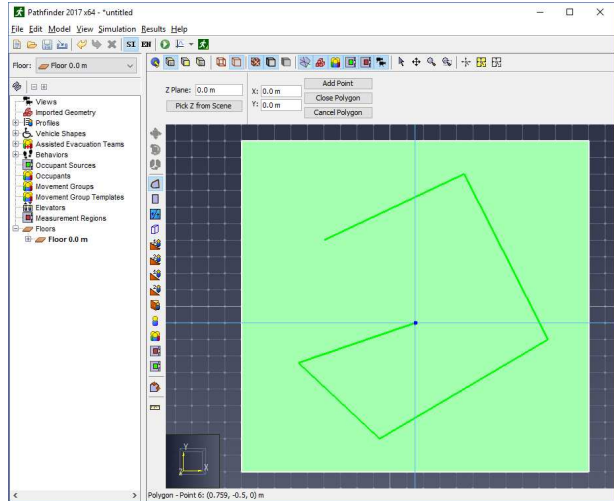 Pathfinder 2017 x64 - *untitled
File Edit Model View Simulation Results Help
SI EN
Floor: Floor 0.0 m
Z Plane: 0.0 m
Pick Z from Scene
X: 0.0 m
Y: 0.0 m
Add Point
Close Polygon
Cancel Polygon
Views
Imported Geometry
Profiles
Vehicle Shapes
Assisted Evacuation Teams
Behaviors
Occupant Sources
Occupants
Movement Groups
Movement Group Templates
Elevators
Measurement Regions
Floors
Floor 0.0 m
Y
Z X
Polygon - Point 6: (0.759, -0.5, 0) m